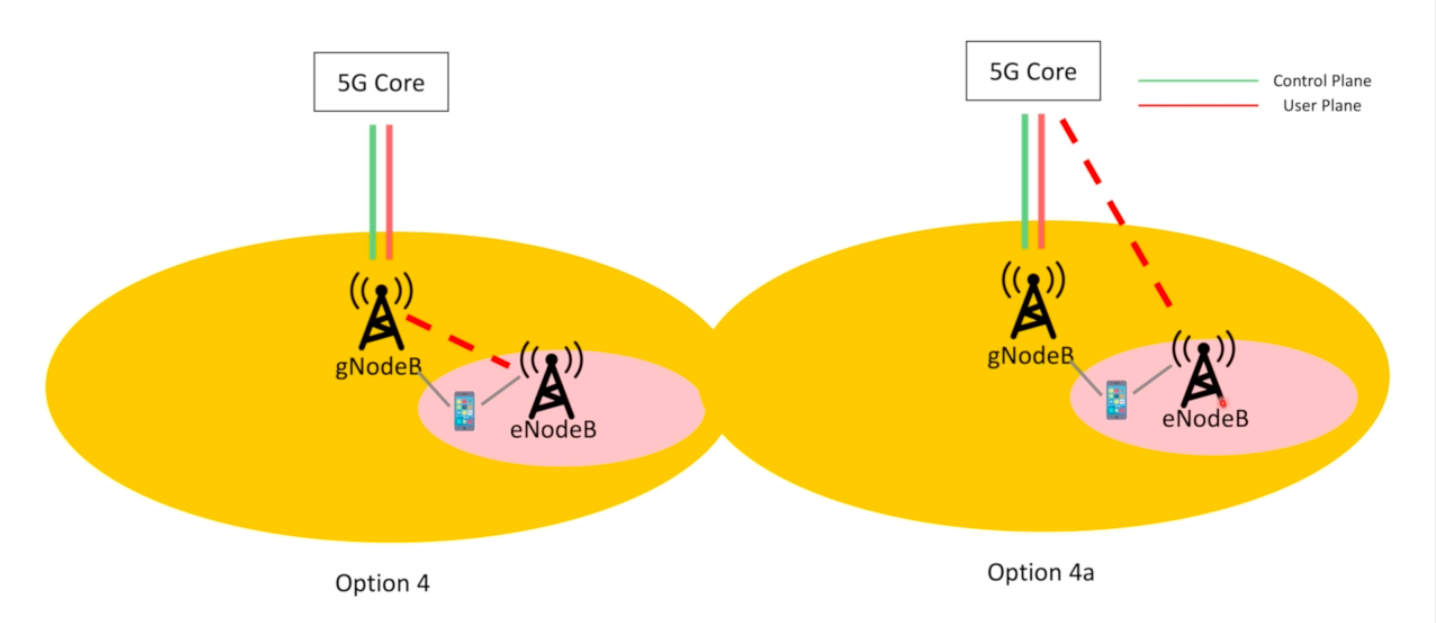 5G Core
gNodeB
eNodeB
Option 4
5G Core
Control Plane
User Plane
gNodeB
eNodeB
Option 4a